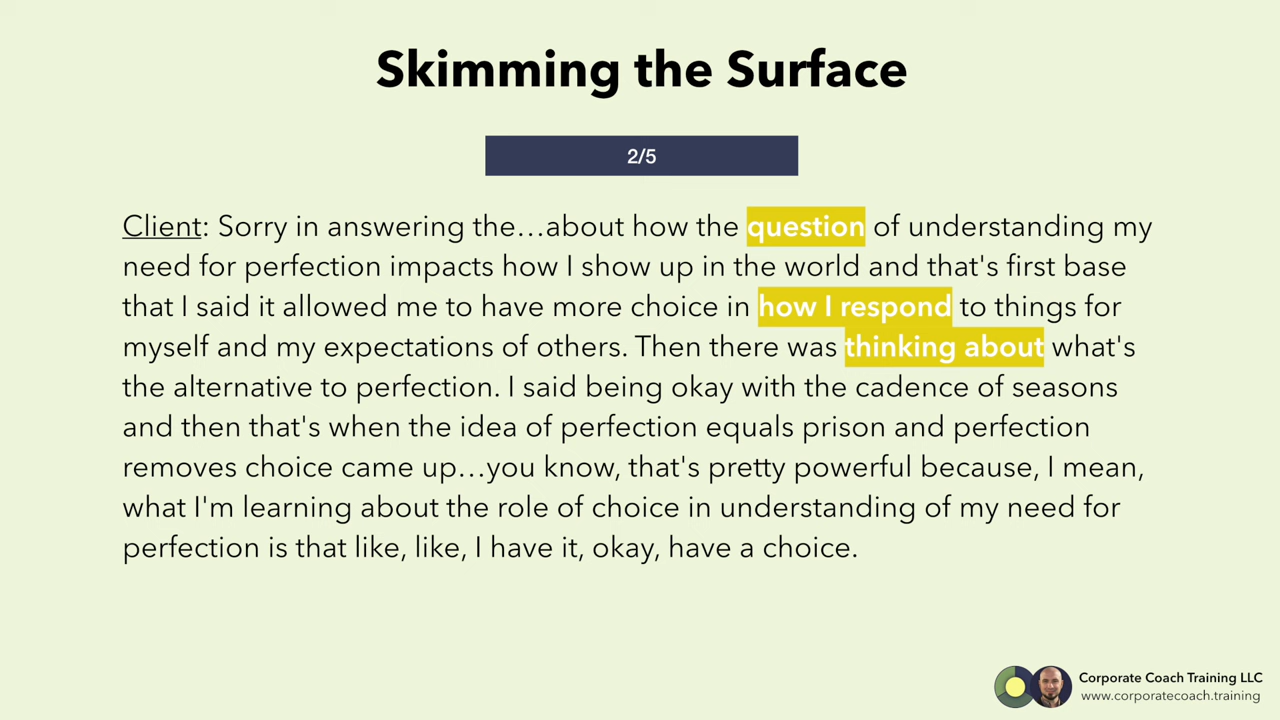 Skimming the Surface
2/5
Client: Sorry in answering the...about how the question of understanding my
need for perfection impacts how I show up in the world and that's first base
that I said it allowed me to have more choice in how I respond to things for
myself and my expectations of others. Then there was thinking about what's
the alternative to perfection. I said being okay with the cadence of seasons
and then that's when the idea of perfection equals prison and perfection
removes choice came up...you know, that's pretty powerful because, I mean,
what I'm learning about the role of choice in understanding of my need for
perfection is that like, like, I have it, okay, have a choice.
Corporate Coach Training LLC
www.corporatecoach.training